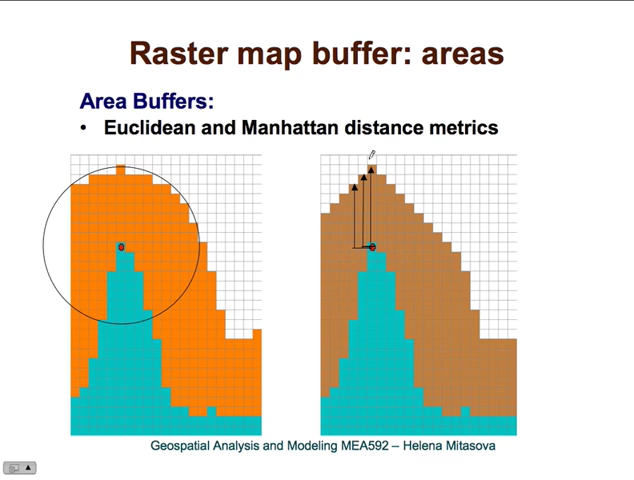 Raster map buffer: areas
Area Buffers:
• Euclidean and Manhattan distance metrics
Geospatial Analysis and Modeling MEA592 – Helena Mitasova